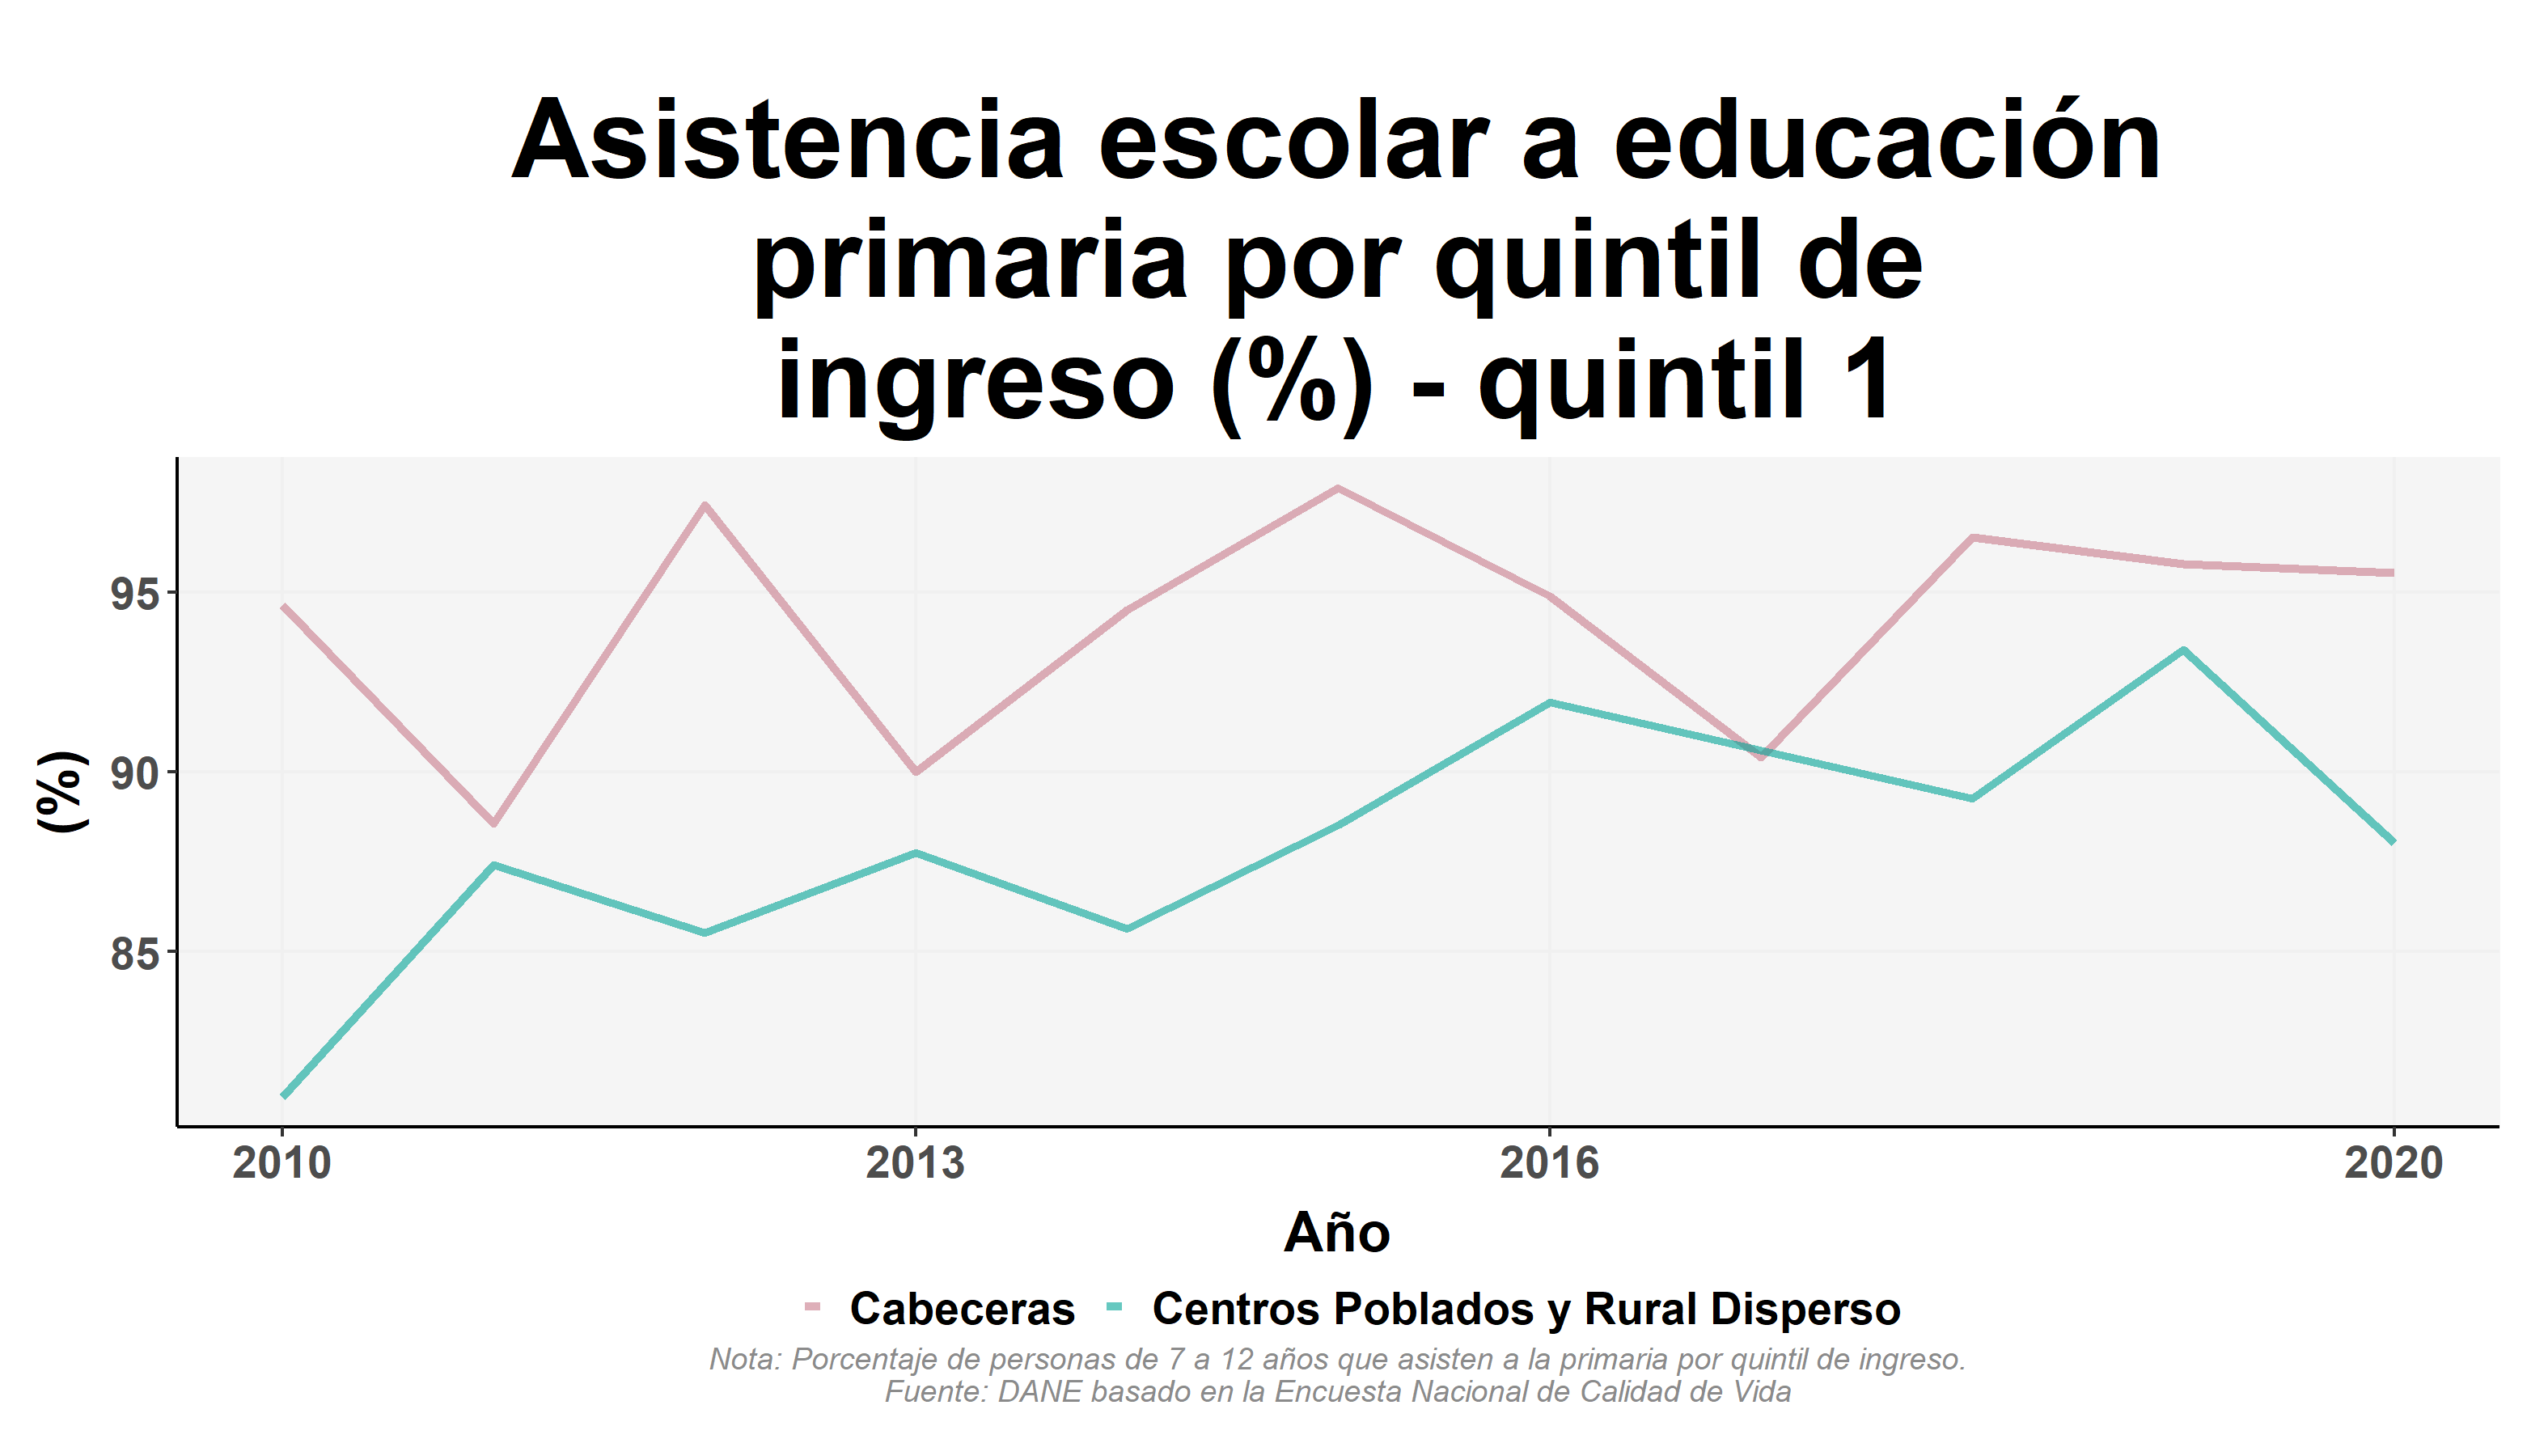 Asistencia escolar a educación
primaria por quintil de
ingreso (%) - quintil 1
(%)
95
90
85
2010 2013 2016 2020
Año
Cabeceras Centros Poblados y Rural Disperso
Nota: Porcentaje de personas de 7 a 12 años que asisten a la primaria por quintil de ingreso.
Fuente: DANE basado en la Encuesta Nacional de Calidad de Vida